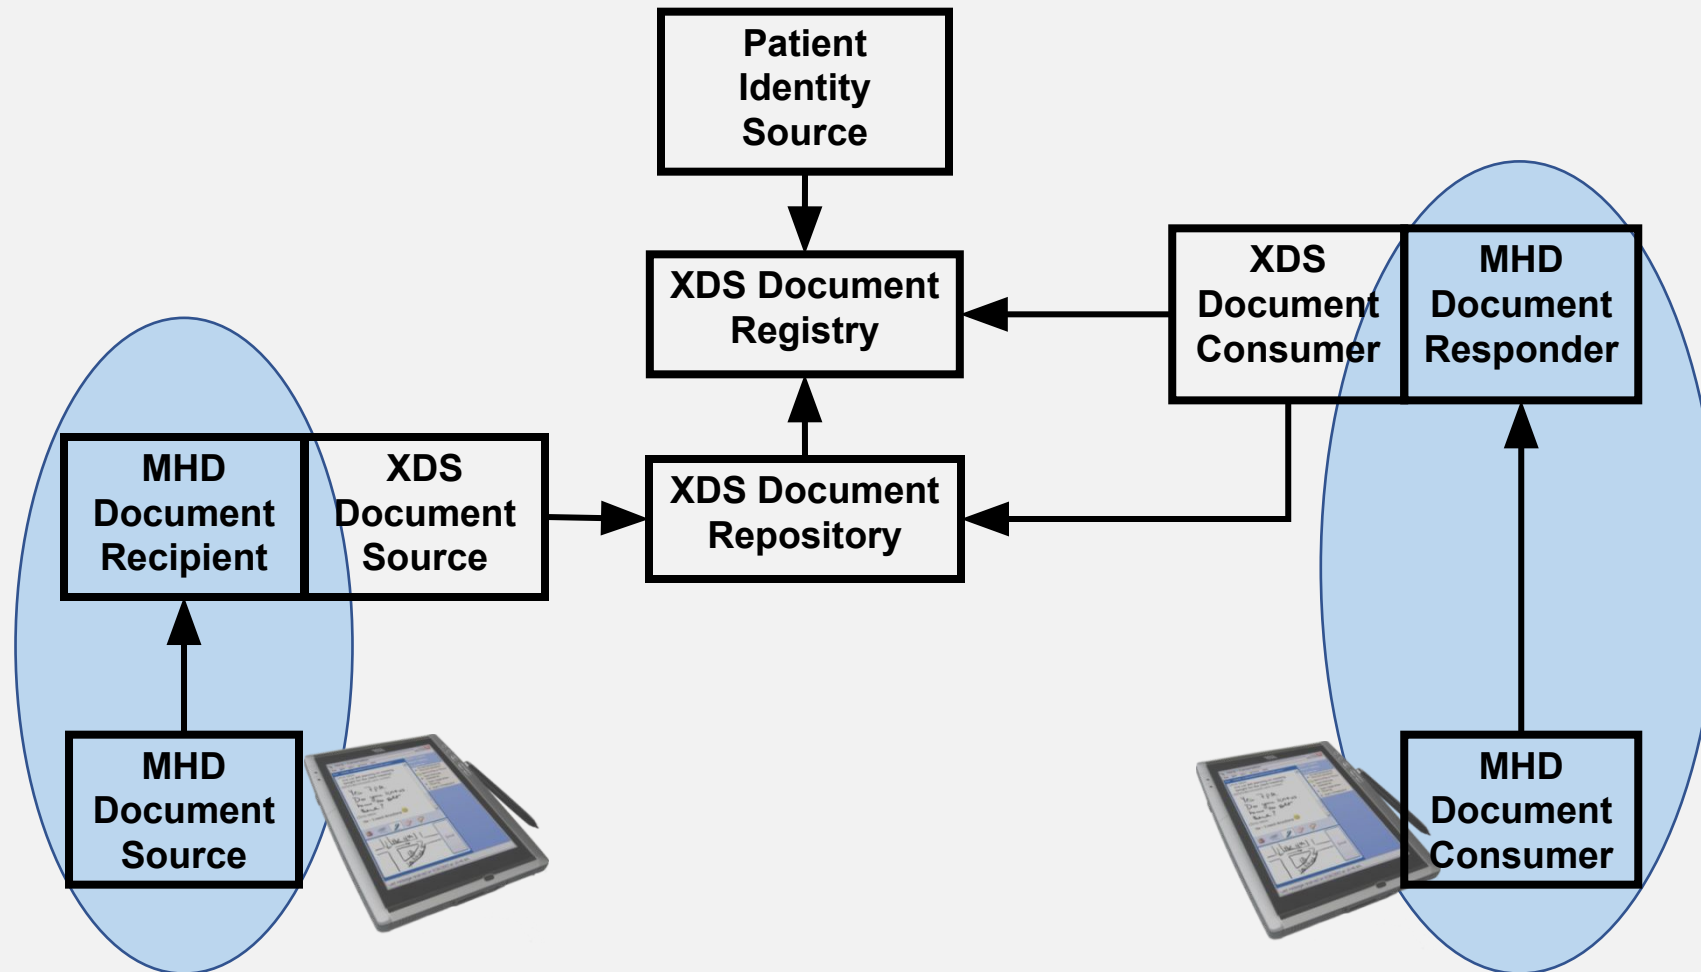 Patient
Identity
Source
XDS Document
Registry
XDS
Document
Consumer
MHD
Document
Responder
MHD
Document
Recipient
XDS
Document
Source
XDS Document
Repository
MHD
Document
Source
MHD
Document
Consumer